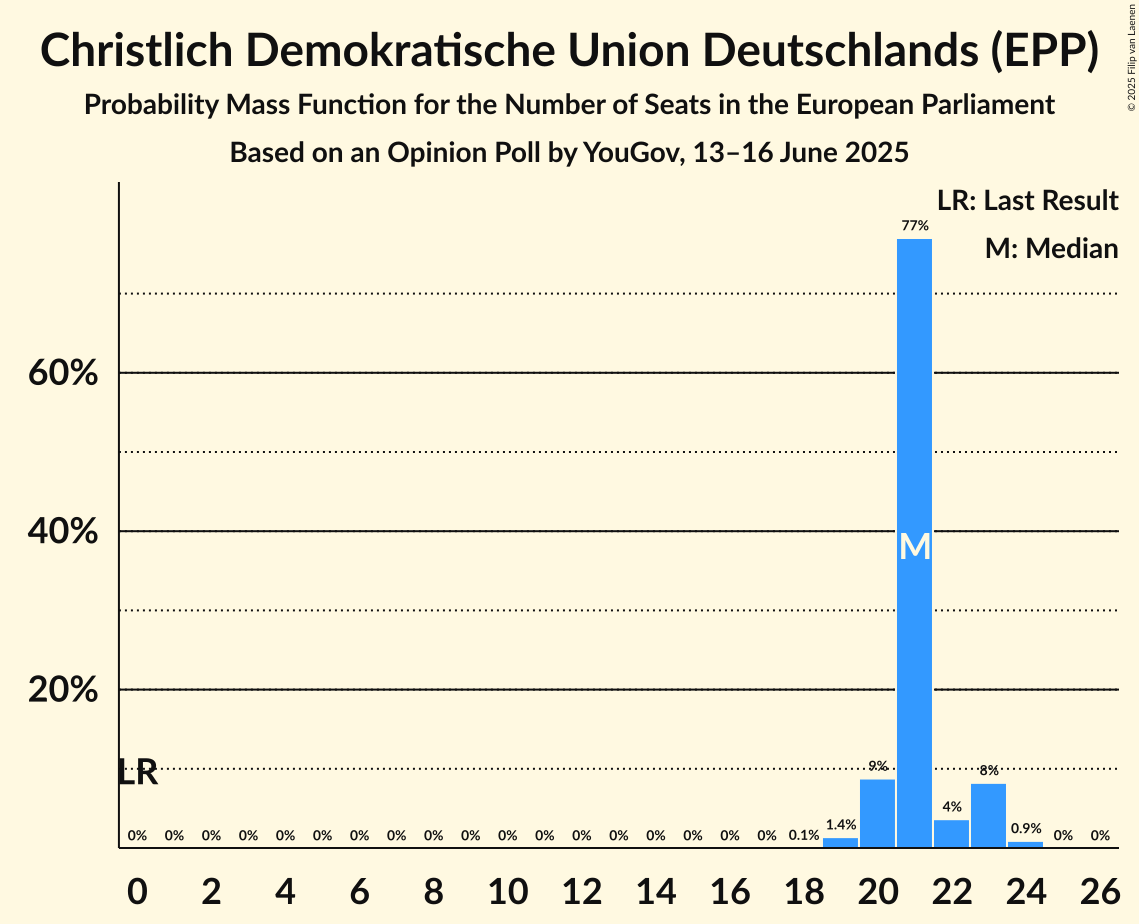 Christlich Demokratische Union Deutschlands (EPP)
Probability Mass Function for the Number of Seats in the European Parliament
Based on an Opinion Poll by YouGov, 13–16 June 2025
© 2025 Filip van Laenen
LR: Last Result
M: Median
77%
60%
40%
M
20%
LR
0% 0% 0% 0% 0% 0% 0% 0% 0% 0% 0% 0% 0% 0% 0% 0% 0% 0% 0.1% 1.4% 9% 4% 8% 0.9% 0% 0%
0 2 4 6 8 10 12 14 16 18 20 22 24 26